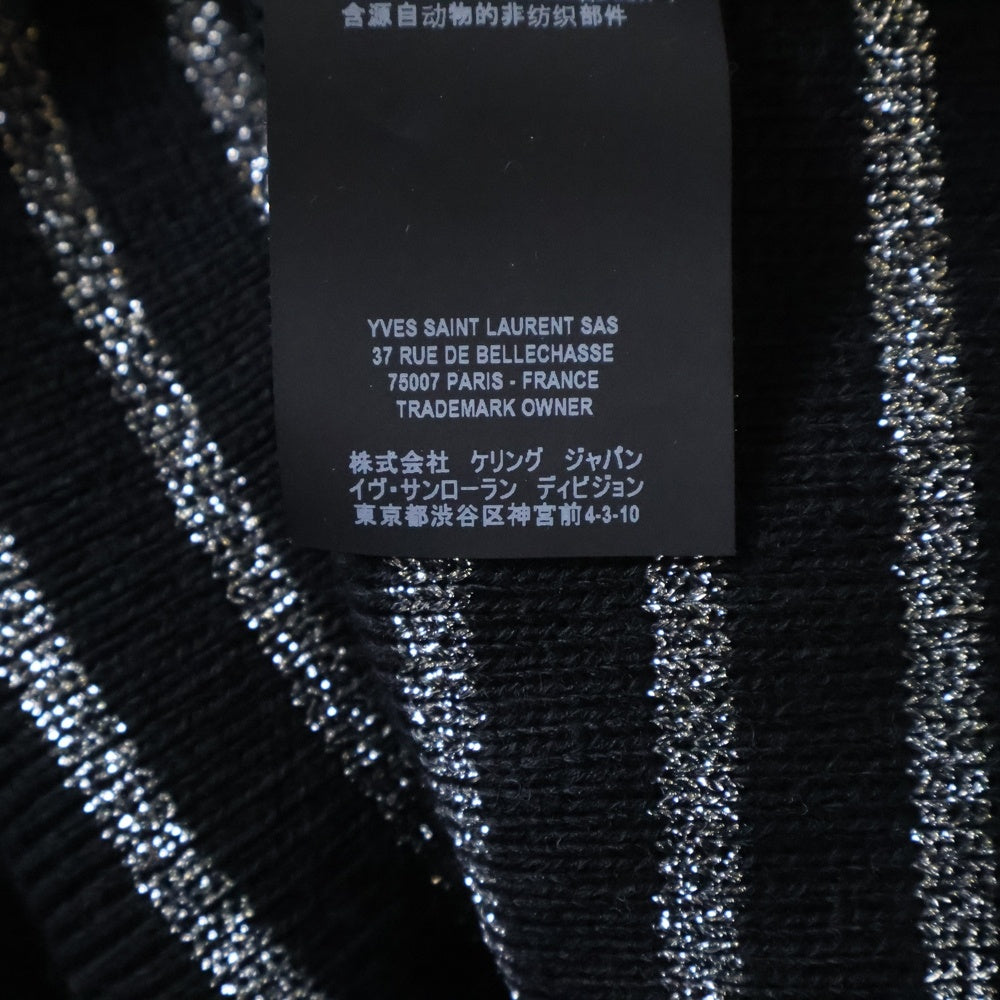 含源自动物的非纺织部件
YVES SAINT LAURENT SAS
37 RUE DE BELLECHASSE
75007 PARIS - FRANCE
TRADEMARK OWNER
株式会社 ケリング ジャパン
イヴ・サンローラン ディビジョン
東京都渋谷区神宮前4-3-10